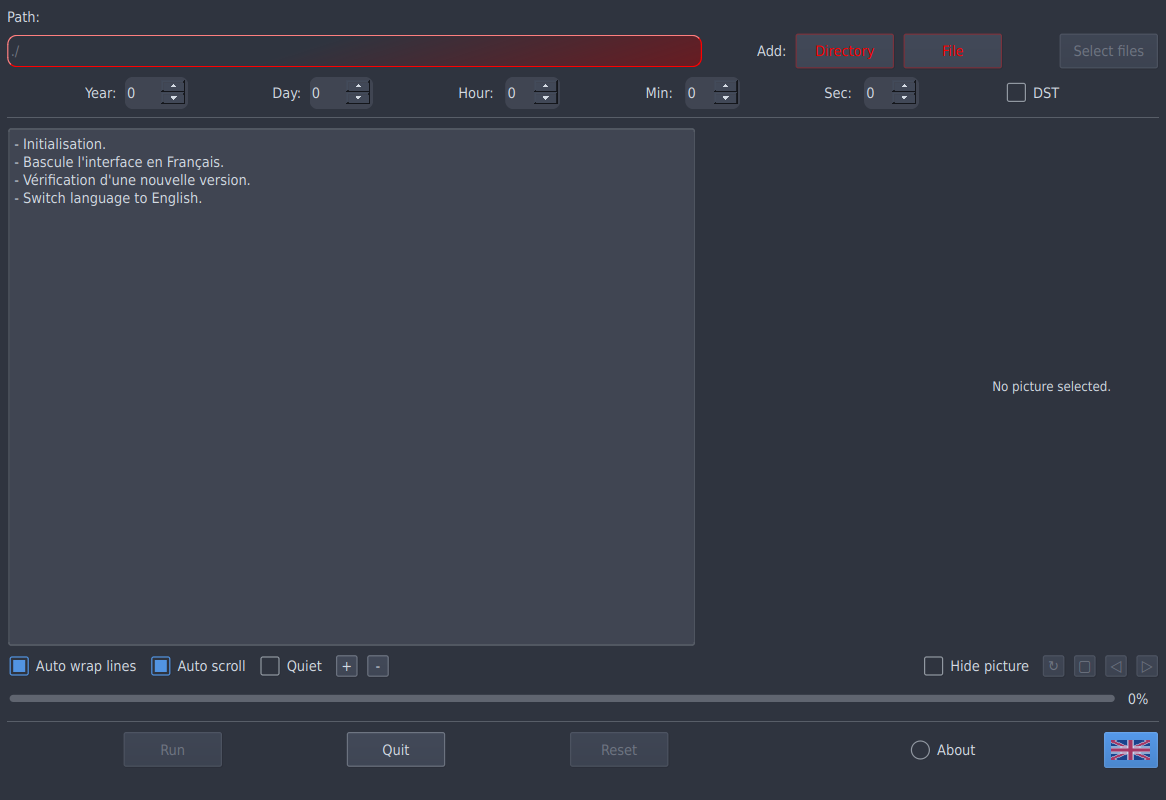 Path:
./
Add: Directory File Select files
Year: 0 Day: 0 Hour: 0 Min: 0 Sec: 0 DST
- Initialisation.
- Bascule l'interface en Français.
- Vérification d'une nouvelle version.
- Switch language to English.
No picture selected.
Auto wrap lines Auto scroll Quiet + - Hide picture
0%
Run Quit Reset About